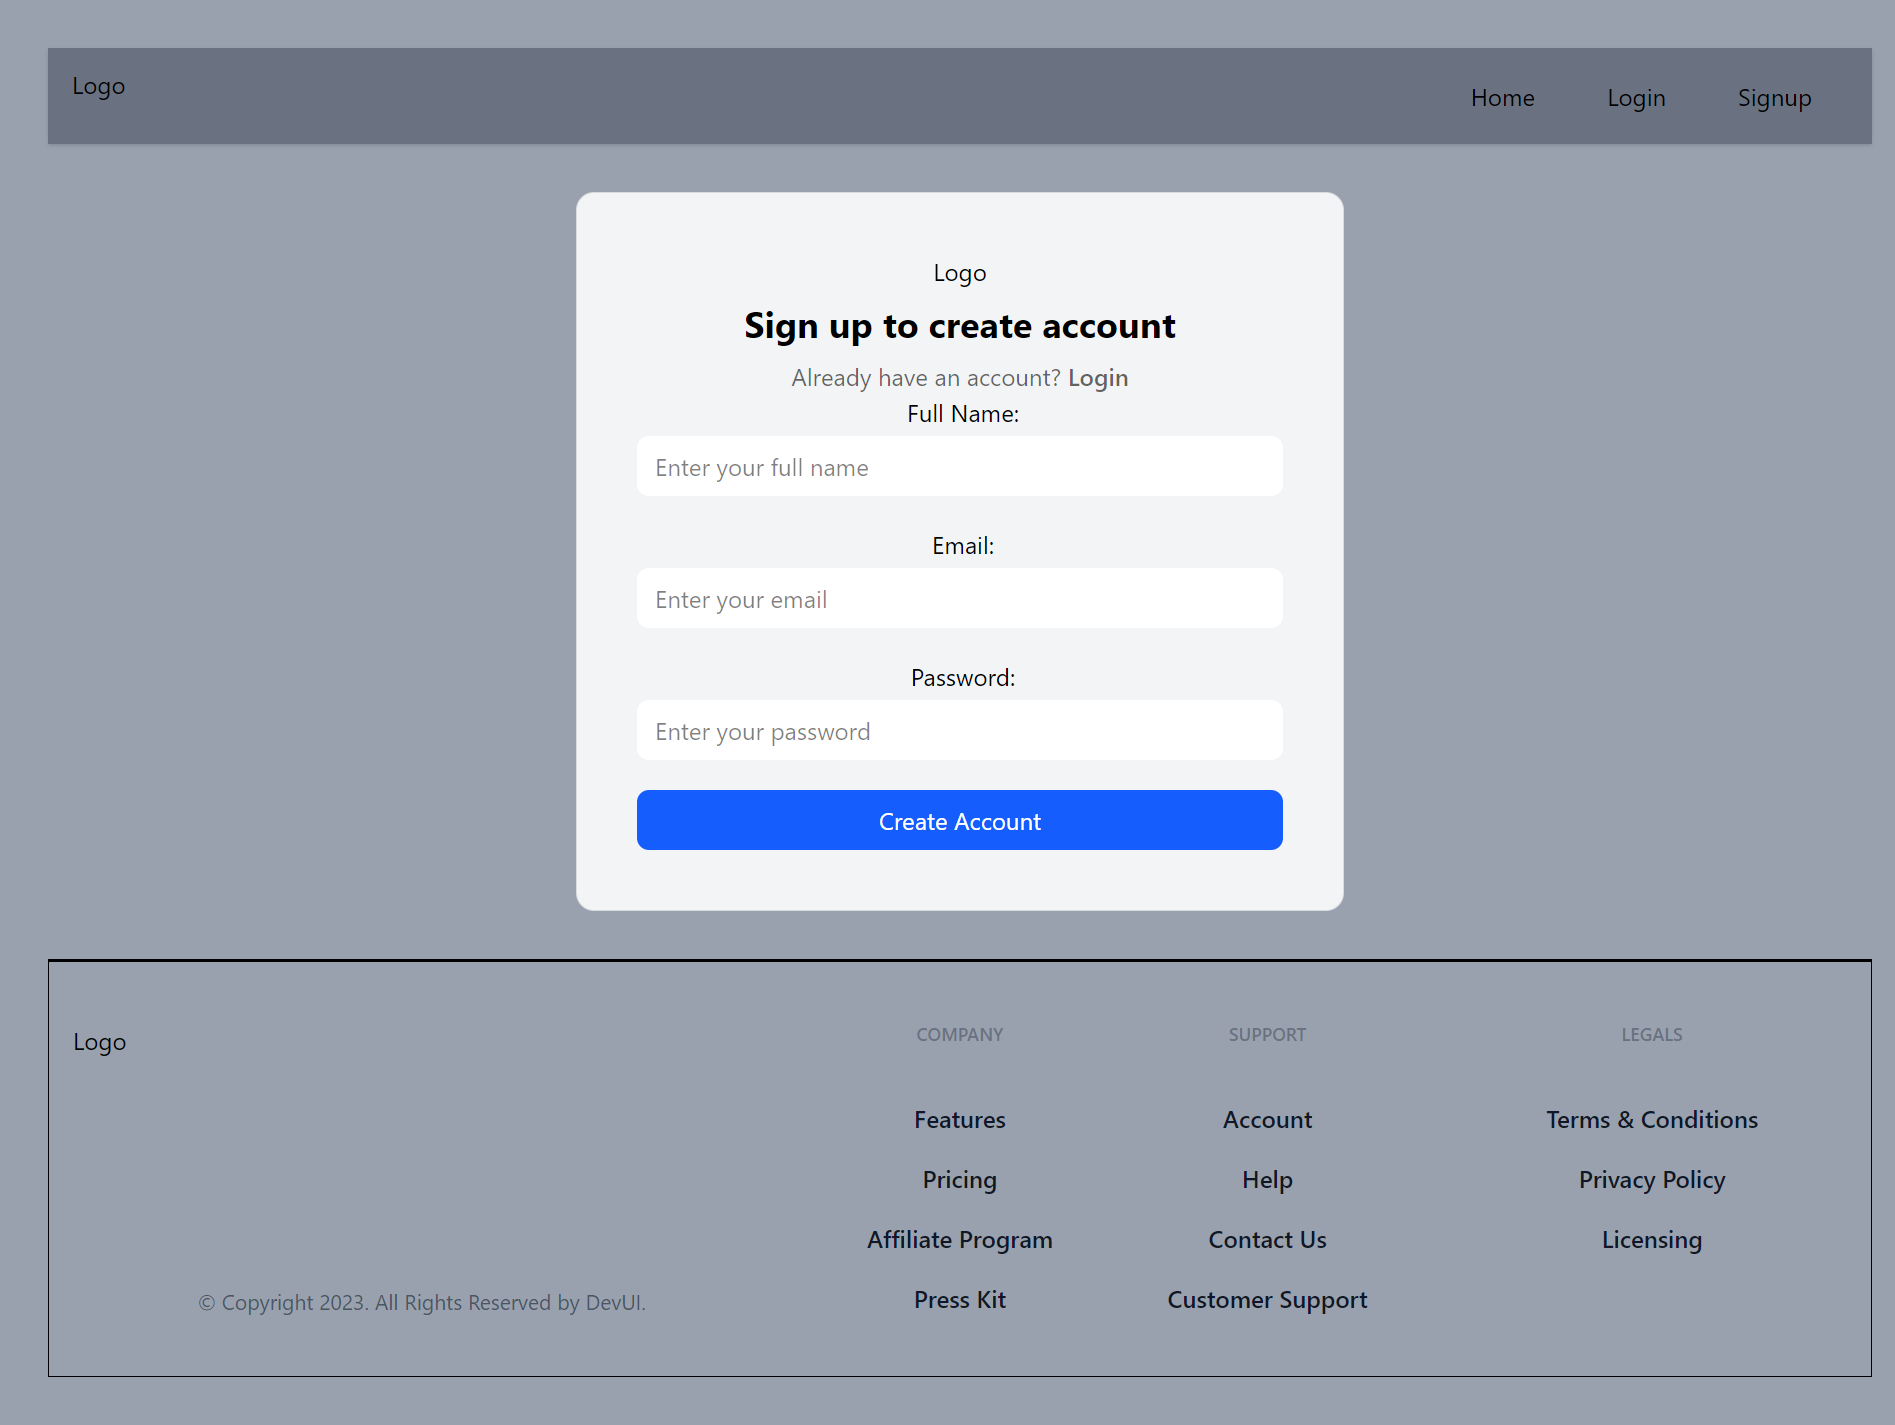 Logo
Home Login Signup
Logo
Sign up to create account
Already have an account? Login
Full Name:
Enter your full name
Email:
Enter your email
Password:
Enter your password
Create Account
Logo
© Copyright 2023. All Rights Reserved by DevUI.
COMPANY
Features
Pricing
Affiliate Program
Press Kit
SUPPORT
Account
Help
Contact Us
Customer Support
LEGALS
Terms & Conditions
Privacy Policy
Licensing